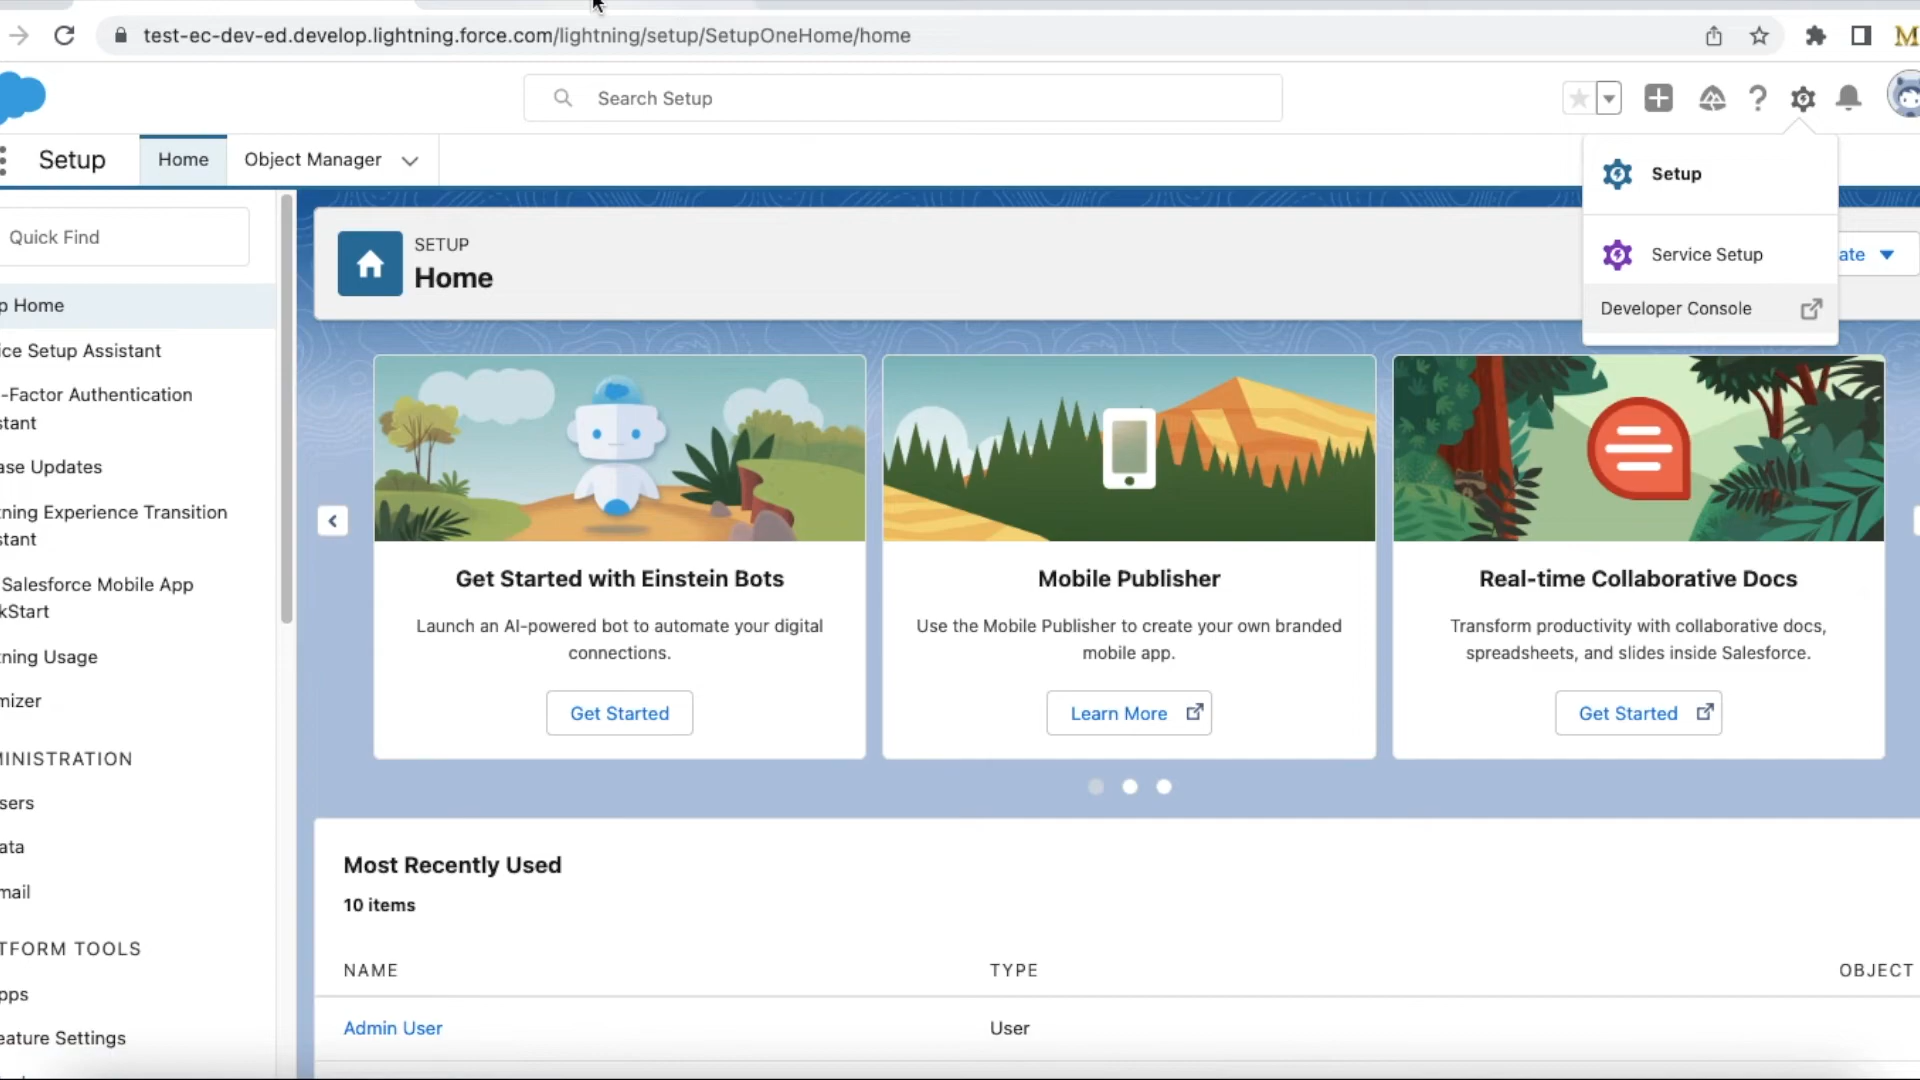 test-ec-dev-ed.develop.lightning.force.com/lightning/setup/SetupOneHome/home
M
Search Setup
Setup
Home
Object Manager
Setup
Service Setup
Developer Console
Quick Find
SETUP
Home
ate
p Home
ice Setup Assistant
-Factor Authentication
stant
ase Updates
tning Experience Transition
stant
Salesforce Mobile App
kStart
tning Usage
mizer
MINISTRATION
sers
ata
mail
TFORM TOOLS
pps
eature Settings
Get Started with Einstein Bots
Launch an AI-powered bot to automate your digital
connections.
Get Started
Mobile Publisher
Use the Mobile Publisher to create your own branded
mobile app.
Learn More
Real-time Collaborative Docs
Transform productivity with collaborative docs,
spreadsheets, and slides inside Salesforce.
Get Started
Most Recently Used
10 items
NAME
TYPE
OBJECT
Admin User
User